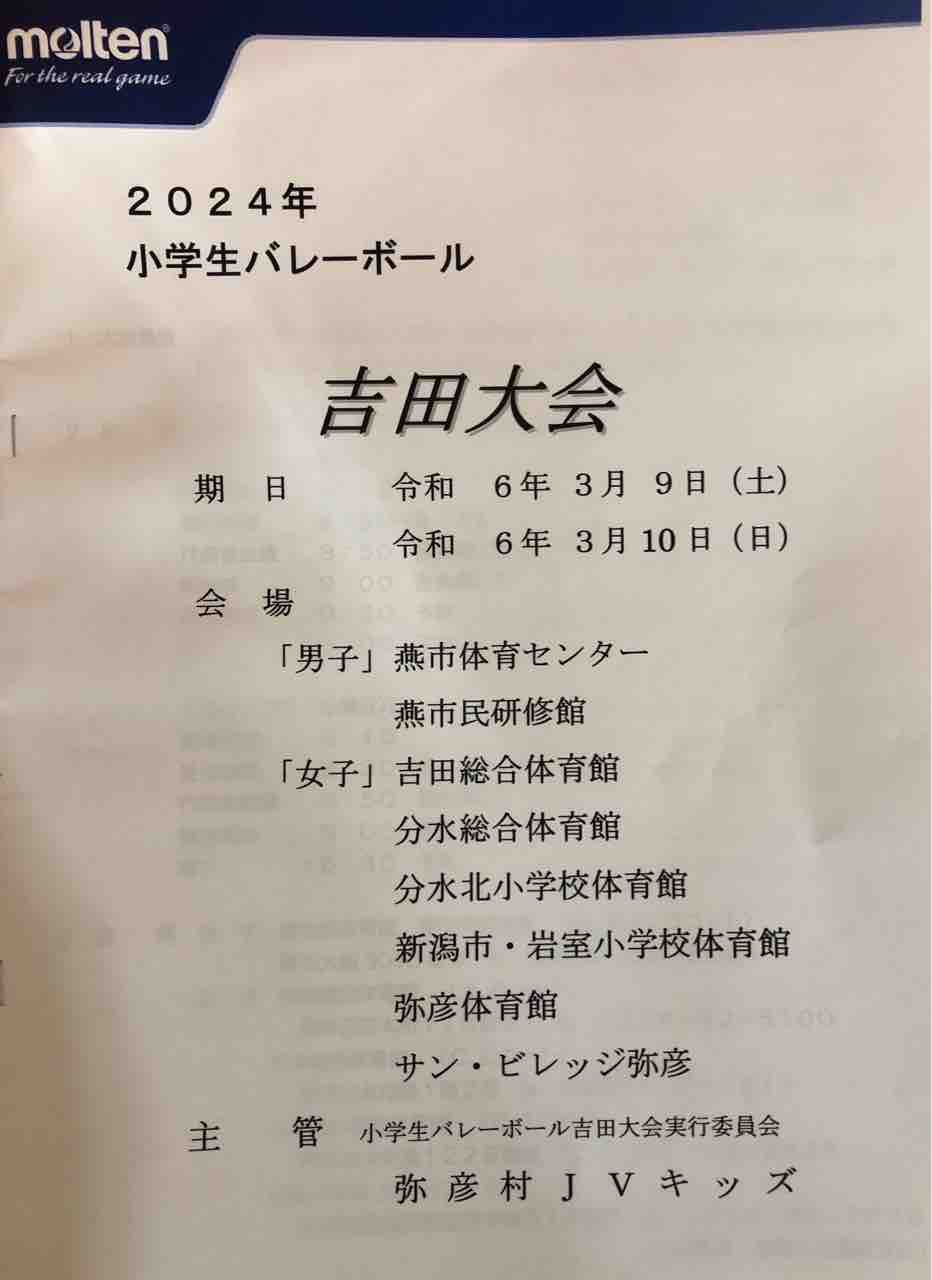 molten
For the real game
２０２４年
小学生バレーボール
吉田大会
期　日　令和　６年　３月　９日（土）
令和　６年　３月１０日（日）
会　場
「男子」燕市体育センター
燕市民研修館
「女子」吉田総合体育館
分水総合体育館
分水北小学校体育館
新潟市・岩室小学校体育館
弥彦体育館
サン・ビレッジ弥彦
主　管　小学生バレーボール吉田大会実行委員会
弥彦村ＪＶキッズ